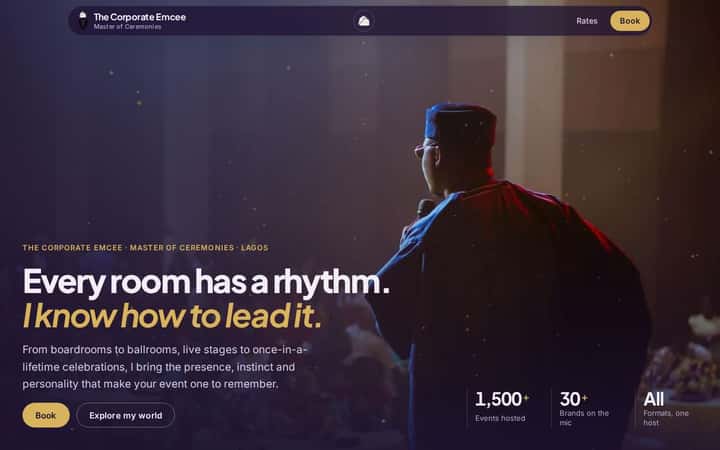 The Corporate Emcee
Master of Ceremonies
Rates
Book
THE CORPORATE EMCEE · MASTER OF CEREMONIES · LAGOS
Every room has a rhythm.
I know how to lead it.
From boardrooms to ballrooms, live stages to once-in-a-
lifetime celebrations, I bring the presence, instinct and
personality that make your event one to remember.
Book
Explore my world
1,500+
Events hosted
30+
Brands on the
mic
All
Formats, one
host